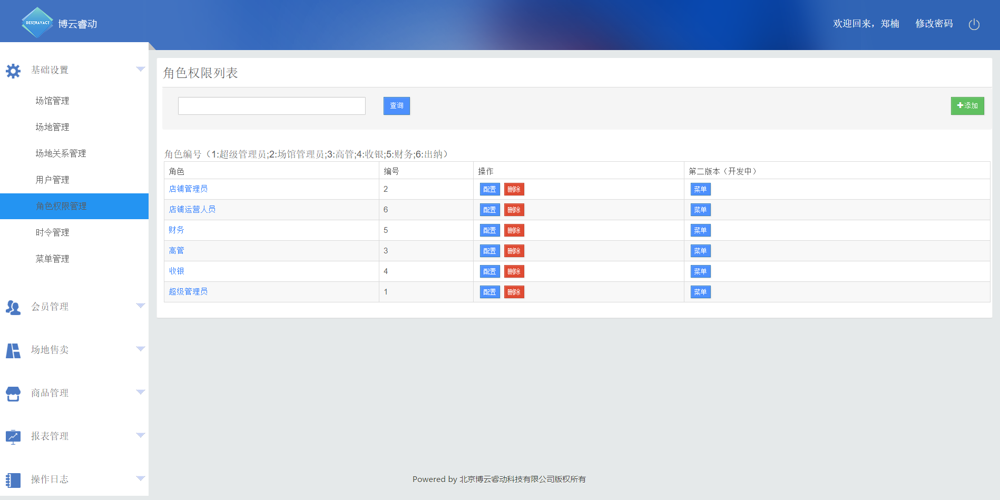 DESTRAYACT
博云睿动
欢迎回来，郑楠 修改密码
基础设置
场馆管理
场地管理
场地关系管理
用户管理
角色权限管理
时令管理
菜单管理
会员管理
场地售卖
商品管理
报表管理
操作日志
角色权限列表
查询 添加
角色编号（1:超级管理员;2:场馆管理员;3:高管;4:收银;5:财务;6:出纳）
角色 编号 操作 第二版本（开发中）
店铺管理员 2 配置 删除 菜单
店铺运营人员 6 配置 删除 菜单
财务 5 配置 删除 菜单
高管 3 配置 删除 菜单
收银 4 配置 删除 菜单
超级管理员 1 配置 删除 菜单
Powered by 北京博云睿动科技有限公司版权所有